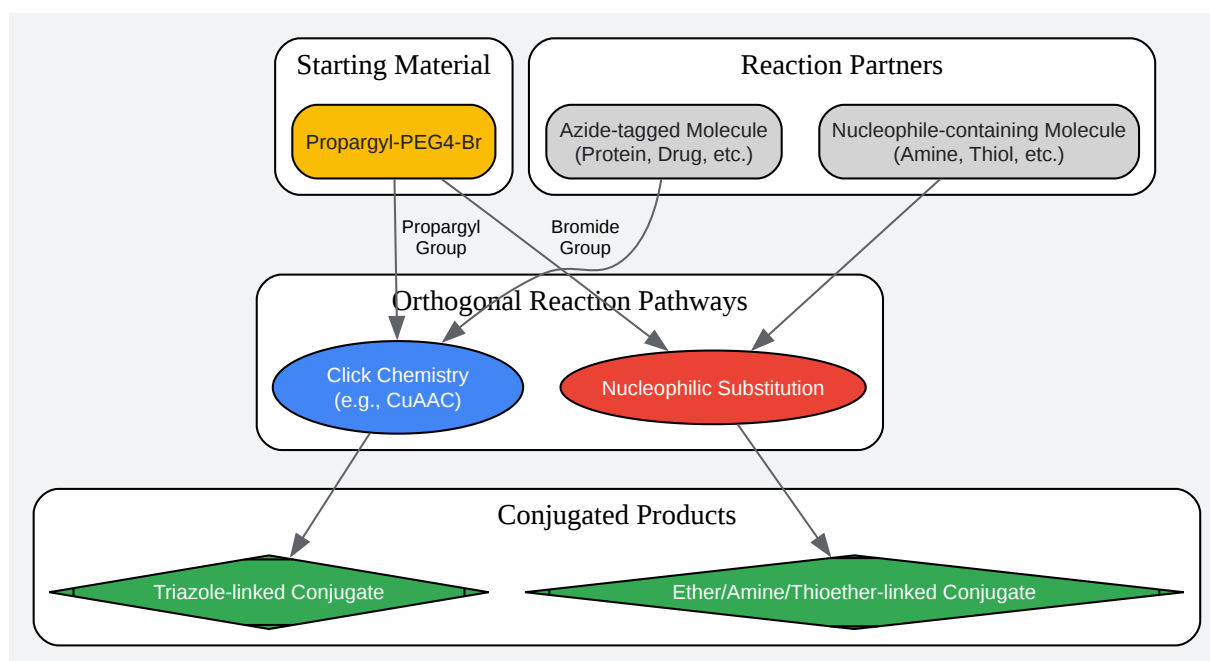 Starting Material
Reaction Partners
Propargyl-PEG4-Br
Azide-tagged Molecule
(Protein, Drug, etc.)
Nucleophile-containing Molecule
(Amine, Thiol, etc.)
Propargyl
Group
Bromide
Group
Orthogonal Reaction Pathways
Click Chemistry
(e.g., CuAAC)
Nucleophilic Substitution
Conjugated Products
Triazole-linked Conjugate
Ether/Amine/Thioether-linked Conjugate